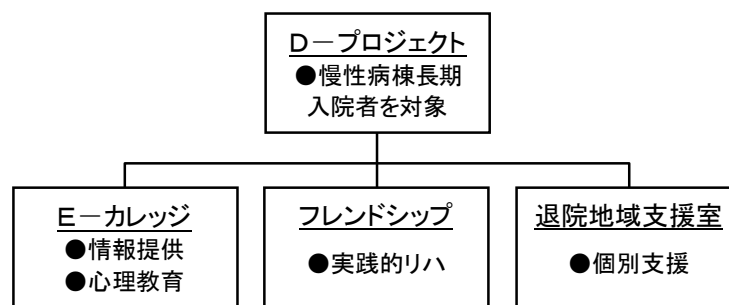 D－プロジェクト
●慢性病棟長期
入院者を対象
E－カレッジ
●情報提供
●心理教育
フレンドシップ
●実践的リハ
退院地域支援室
●個別支援